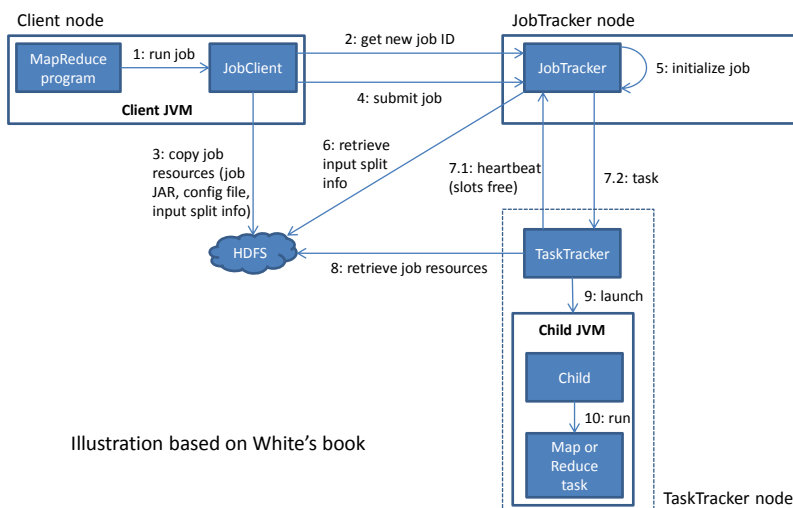 Client node
JobTracker node
MapReduce
program
1: run job
JobClient
Client JVM
2: get new job ID
4: submit job
JobTracker
5: initialize job
3: copy job
resources (job
JAR, config file,
input split info)
6: retrieve
input split
info
7.1: heartbeat
(slots free)
7.2: task
HDFS
8: retrieve job resources
TaskTracker
9: launch
Child JVM
Child
10: run
Map or
Reduce
task
Illustration based on White's book
TaskTracker node